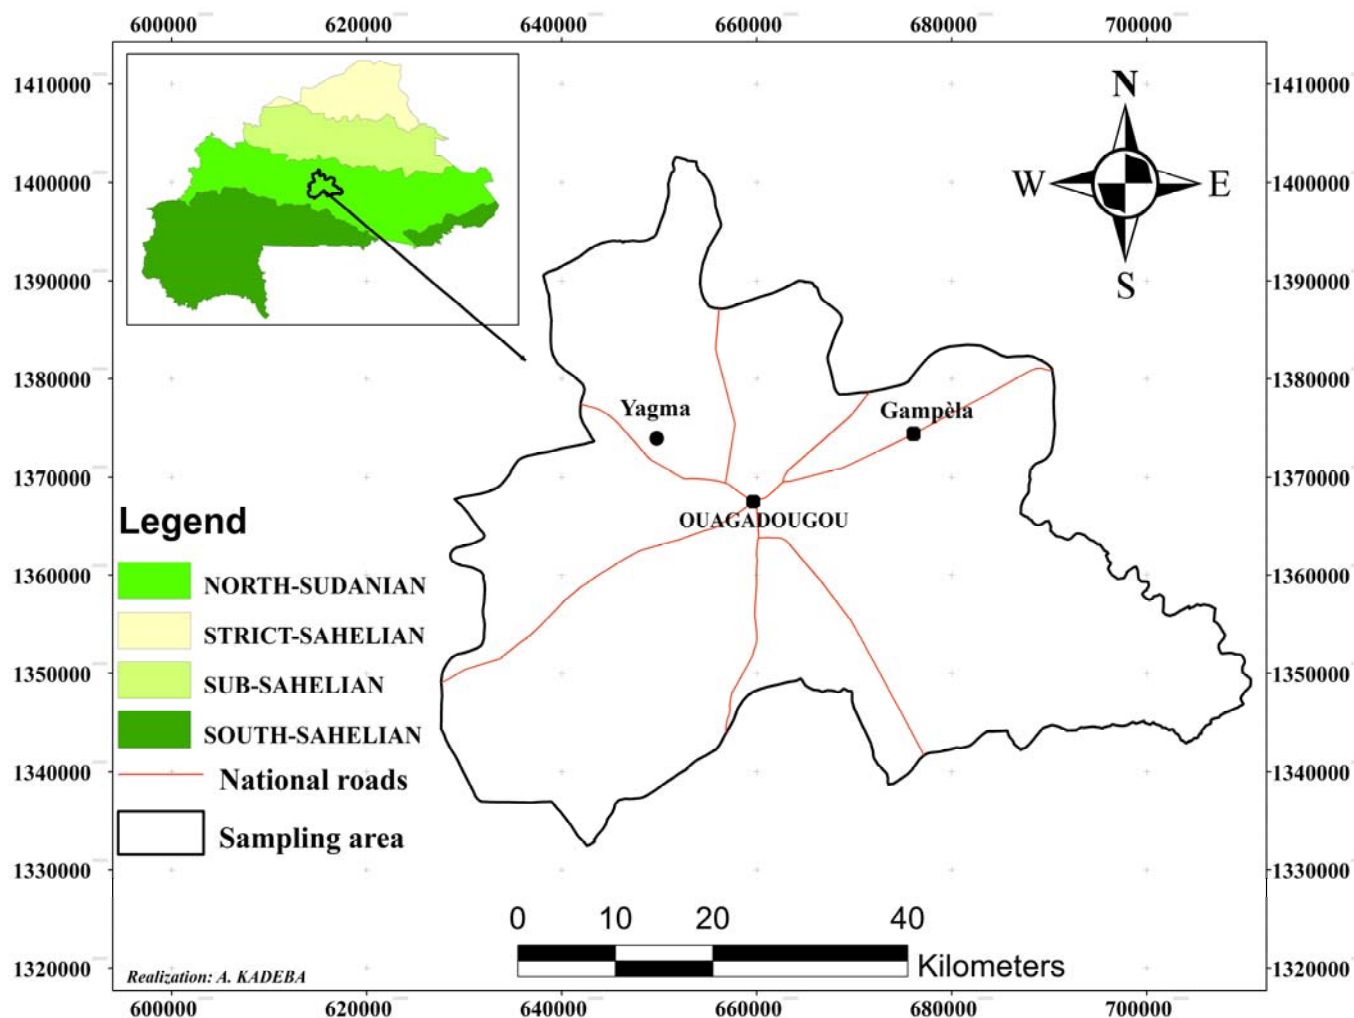 600000 620000 640000 660000 680000 700000
1410000 1410000
N
1400000 1400000
W E
S
1390000 1390000
1380000 1380000
Yagma Gampèla
1370000 1370000
OUAGADOUGOU
Legend
1360000 1360000
NORTH-SUDANIAN
STRICT-SAHELIAN
1350000 1350000
SUB-SAHELIAN
SOUTH-SAHELIAN
1340000 1340000
National roads
Sampling area
1330000 1330000
0 10 20 40
Kilometers
1320000 1320000
Realization: A. KADEBA
600000 620000 640000 660000 680000 700000